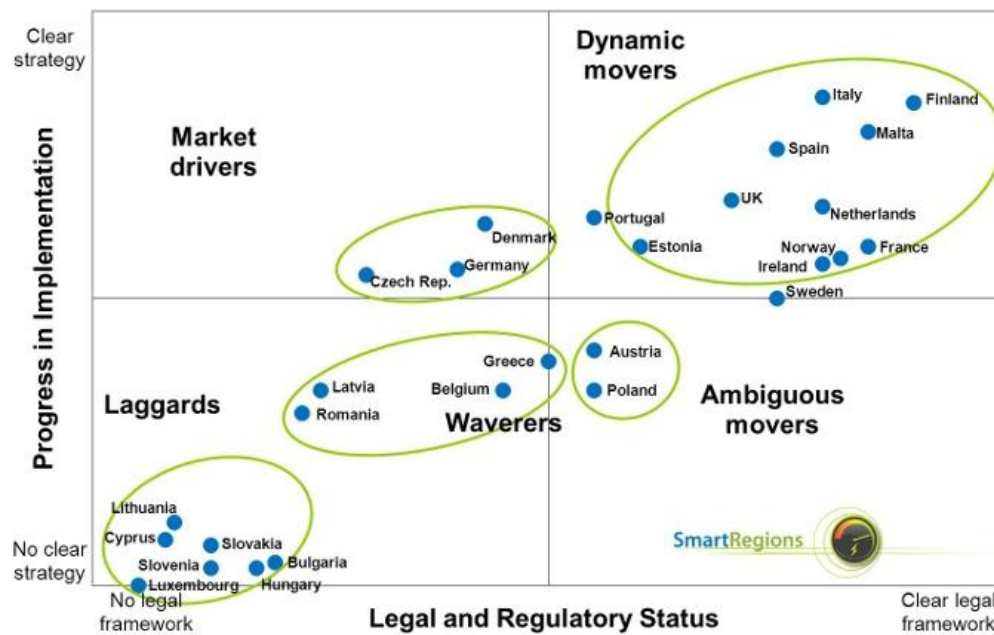 Clear
strategy
Dynamic
movers
Italy
Finland
Market
drivers
Malta
Spain
UK
Netherlands
Portugal
Denmark
Estonia
Norway
France
Germany
Ireland
Czech Rep.
Sweden
Progress in Implementation
Greece
Austria
Latvia
Belgium
Poland
Laggards
Romania
Waverers
Ambiguous
movers
Lithuania
Cyprus
Slovakia
SmartRegions
No clear
strategy
Slovenia
Bulgaria
Luxembourg
Hungary
No legal
framework
Legal and Regulatory Status
Clear legal
framework